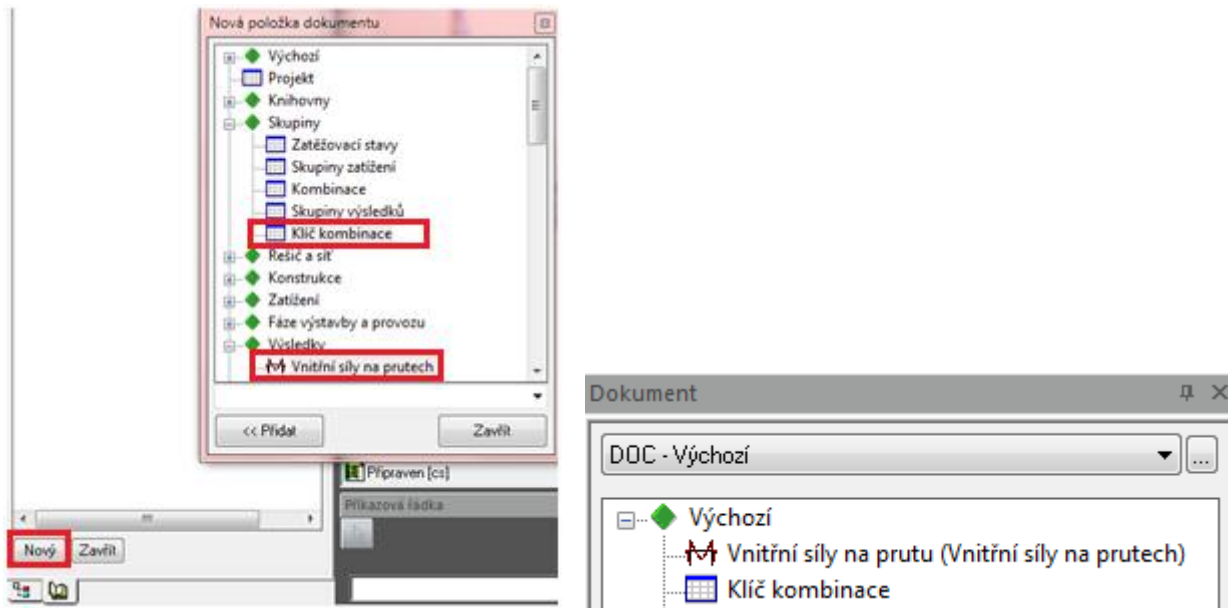 Nová položka dokumentu
Výchozí
Projekt
Knihovny
Skupiny
Zatěžovací stavy
Skupiny zatížení
Kombinace
Skupiny výsledků
Klíč kombinace
Řešič a síť
Konstrukce
Zatížení
Fáze výstavby a provozu
Výsledky
Vnitřní síly na prutech
<< Přidat
Zavřít
Připraven [cs]
Příkazová řádka
Nový
Zavřít
Dokument
DOC - Výchozí
...
Výchozí
Vnitřní síly na prutu (Vnitřní síly na prutech)
Klíč kombinace